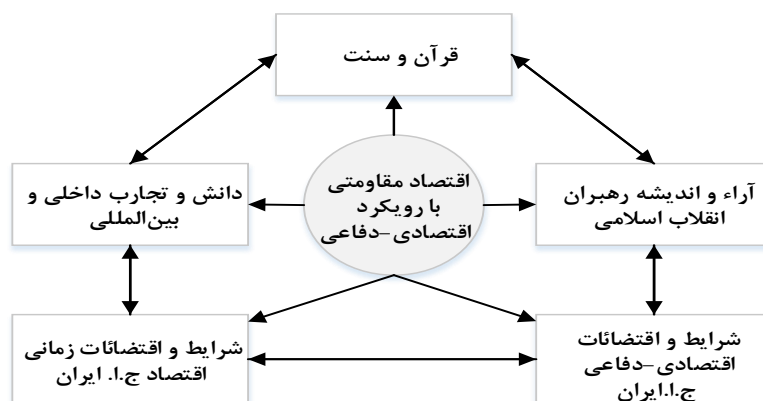 قرآن و سنت
آراء و اندیشه رهبران
انقلاب اسلامی
اقتصاد مقاومتی
با رویکرد
اقتصادی–دفاعی
دانش و تجارب داخلی و
بین‌المللی
شرایط و اقتضائات
اقتصادی–دفاعی
ج.ا.ایران
شرایط و اقتضائات زمانی
اقتصاد ج.ا. ایران